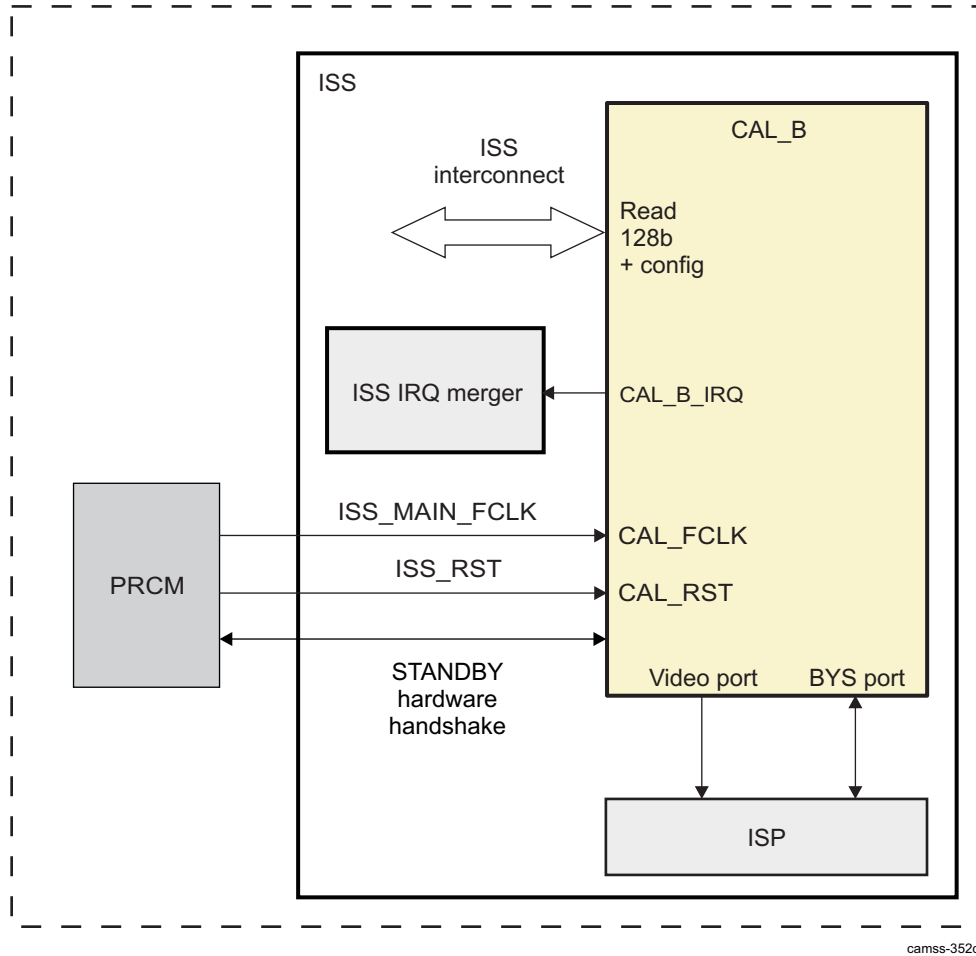 ISS
CAL_B
ISS
interconnect
Read
128b
+ config
ISS IRQ merger
CAL_B_IRQ
ISS_MAIN_FCLK
CAL_FCLK
PRCM
ISS_RST
CAL_RST
STANDBY
hardware
handshake
Video port
BYS port
ISP